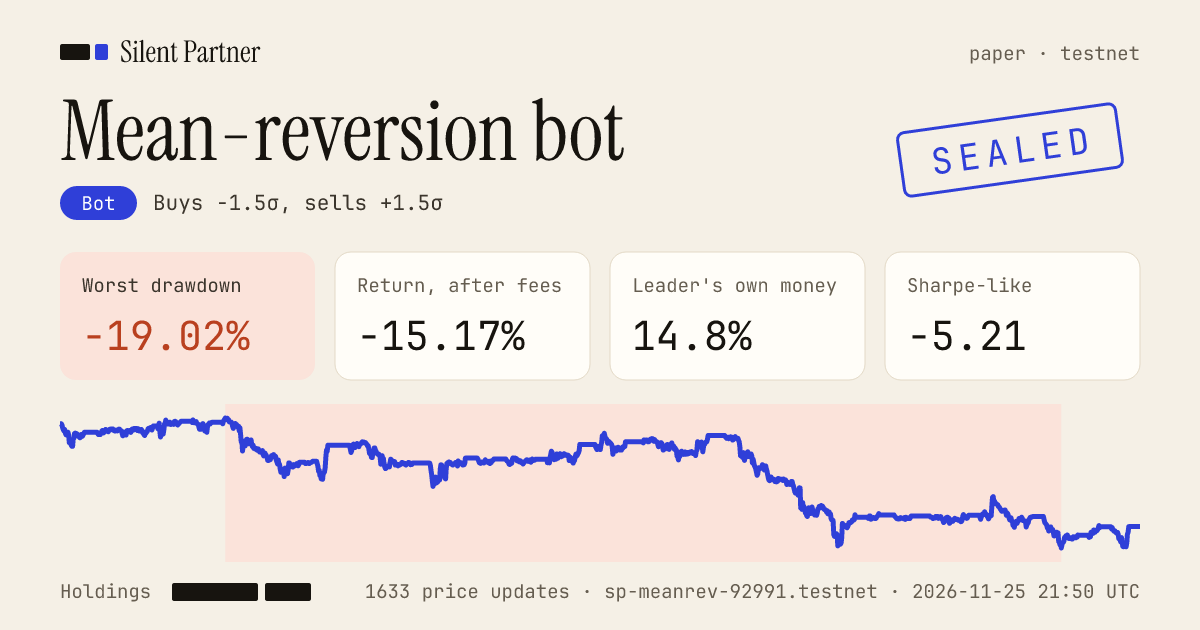 Silent Partner
paper · testnet
Mean-reversion bot
SEALED
Bot Buys -1.5σ, sells +1.5σ
Worst drawdown
-19.02%
Return, after fees
-15.17%
Leader's own money
14.8%
Sharpe-like
-5.21
Holdings
1633 price updates · sp-meanrev-92991.testnet · 2026-11-25 21:50 UTC